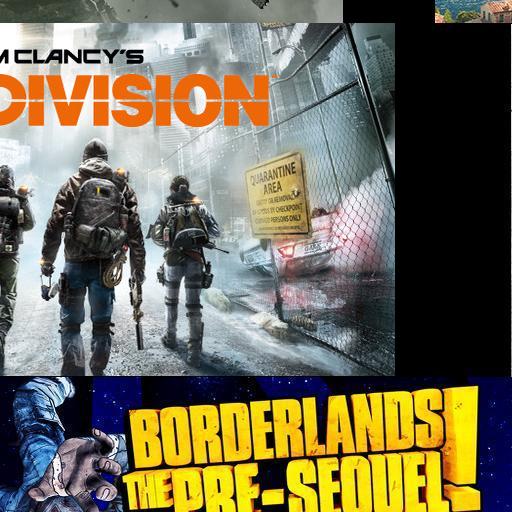 M CLANCY'S
DIVISION
QUARANTINE
AREA
BORDERLANDS!
THE PRE-SEQUEL